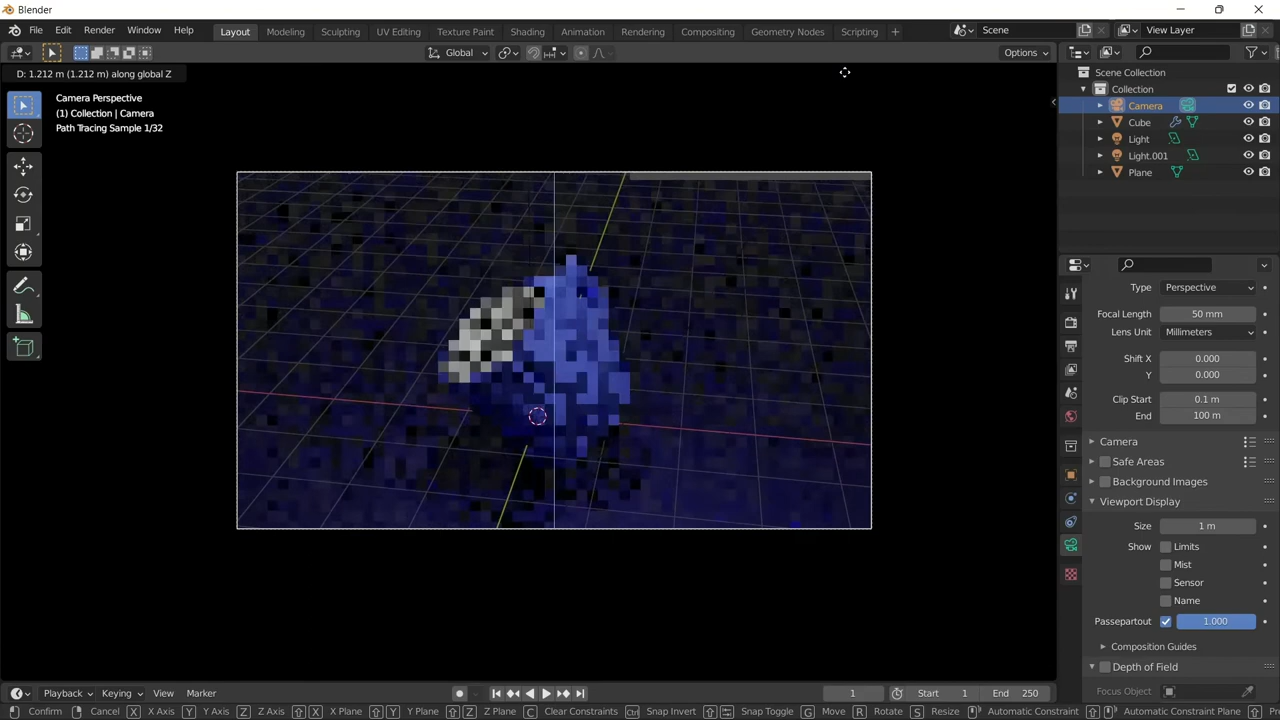 Blender
File Edit Render Window Help Layout Modeling Sculpting UV Editing Texture Paint Shading Animation Rendering Compositing Geometry Nodes Scripting + Scene View Layer
Global Options
D: 1.212 m (1.212 m) along global Z
Camera Perspective
(1) Collection | Camera
Path Tracing Sample 1/32
Scene Collection
Collection
Camera
Cube
Light
Light.001
Plane
Type Perspective
Focal Length 50 mm
Lens Unit Millimeters
Shift X 0.000
Y 0.000
Clip Start 0.1 m
End 100 m
Camera
Safe Areas
Background Images
Viewport Display
Size 1 m
Show Limits
Mist
Sensor
Name
Passepartout 1.000
Composition Guides
Depth of Field
Focus Object
Playback Keying View Marker 1 Start 1 End 250
Confirm Cancel X X Axis Y Y Axis Z Z Axis X X Plane Y Y Plane Z Z Plane C Clear Constraints Ctrl Snap Invert Snap Toggle G Move R Rotate S Resize Automatic Constraint Automatic Constraint Plane